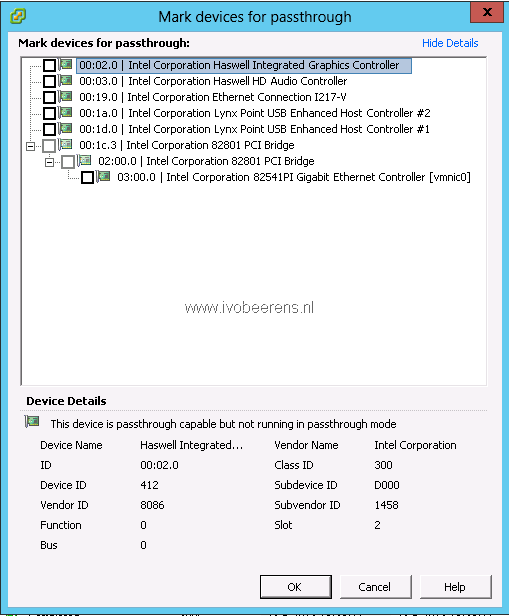 Mark devices for passthrough
x
Mark devices for passthrough:
Hide Details
00:02.0 | Intel Corporation Haswell Integrated Graphics Controller
00:03.0 | Intel Corporation Haswell HD Audio Controller
00:19.0 | Intel Corporation Ethernet Connection I217-V
00:1a.0 | Intel Corporation Lynx Point USB Enhanced Host Controller #2
00:1d.0 | Intel Corporation Lynx Point USB Enhanced Host Controller #1
00:1c.3 | Intel Corporation 82801 PCI Bridge
02:00.0 | Intel Corporation 82801 PCI Bridge
03:00.0 | Intel Corporation 82541PI Gigabit Ethernet Controller [vmnic0]
www.ivobeerens.nl
Device Details
This device is passthrough capable but not running in passthrough mode
Device Name Haswell Integrated... Vendor Name Intel Corporation
ID 00:02.0 Class ID 300
Device ID 412 Subdevice ID D000
Vendor ID 8086 Subvendor ID 1458
Function 0 Slot 2
Bus 0
OK Cancel Help